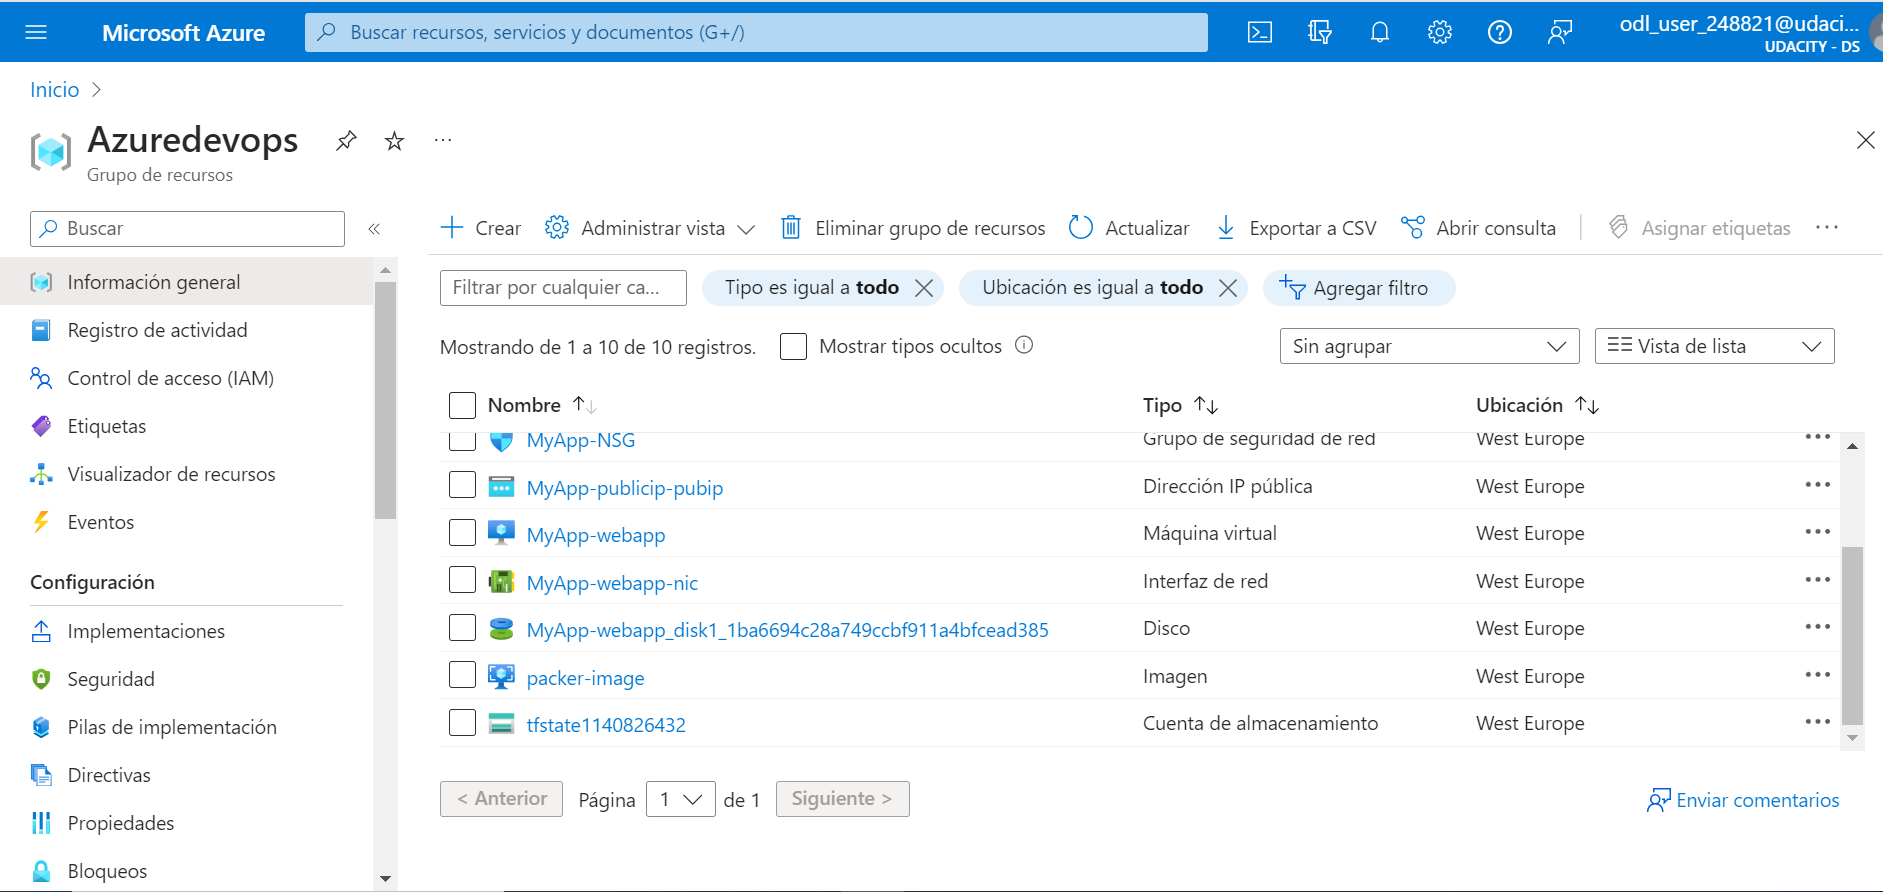 Microsoft Azure
Buscar recursos, servicios y documentos (G+/)
odl_user_248821@udaci...
UDACITY - DS
Inicio
Azuredevops
Grupo de recursos
Buscar
Información general
Registro de actividad
Control de acceso (IAM)
Etiquetas
Visualizador de recursos
Eventos
Configuración
Implementaciones
Seguridad
Pilas de implementación
Directivas
Propiedades
Bloqueos
Crear Administrar vista Eliminar grupo de recursos Actualizar Exportar a CSV Abrir consulta Asignar etiquetas
Filtrar por cualquier ca... Tipo es igual a todo Ubicación es igual a todo Agregar filtro
Mostrando de 1 a 10 de 10 registros. Mostrar tipos ocultos Sin agrupar Vista de lista
Nombre Tipo Ubicación
MyApp-NSG Grupo de seguridad de red West Europe
MyApp-publicip-pubip Dirección IP pública West Europe
MyApp-webapp Máquina virtual West Europe
MyApp-webapp-nic Interfaz de red West Europe
MyApp-webapp_disk1_1ba6694c28a749ccbf911a4bfcead385 Disco West Europe
packer-image Imagen West Europe
tfstate1140826432 Cuenta de almacenamiento West Europe
< Anterior Página 1 de 1 Siguiente >
Enviar comentarios